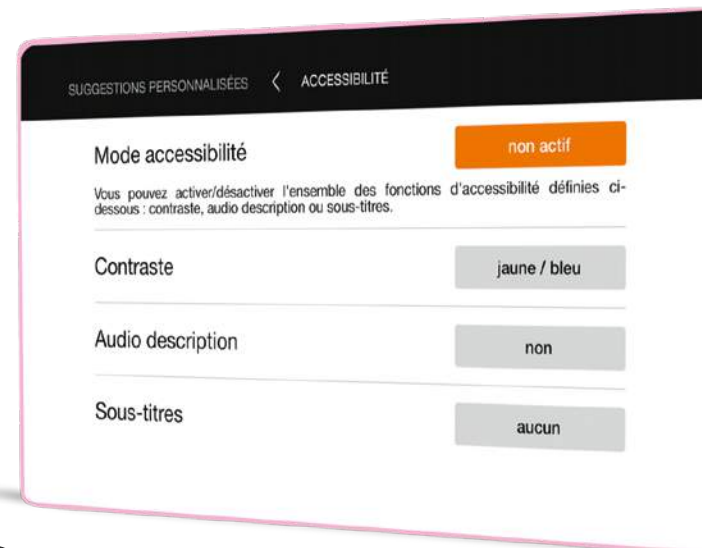 SUGGESTIONS PERSONNALISÉES < ACCESSIBILITÉ
Mode accessibilité non actif
Vous pouvez activer/désactiver l'ensemble des fonctions d'accessibilité définies ci-
dessous : contraste, audio description ou sous-titres.
Contraste jaune / bleu
Audio description non
Sous-titres aucun